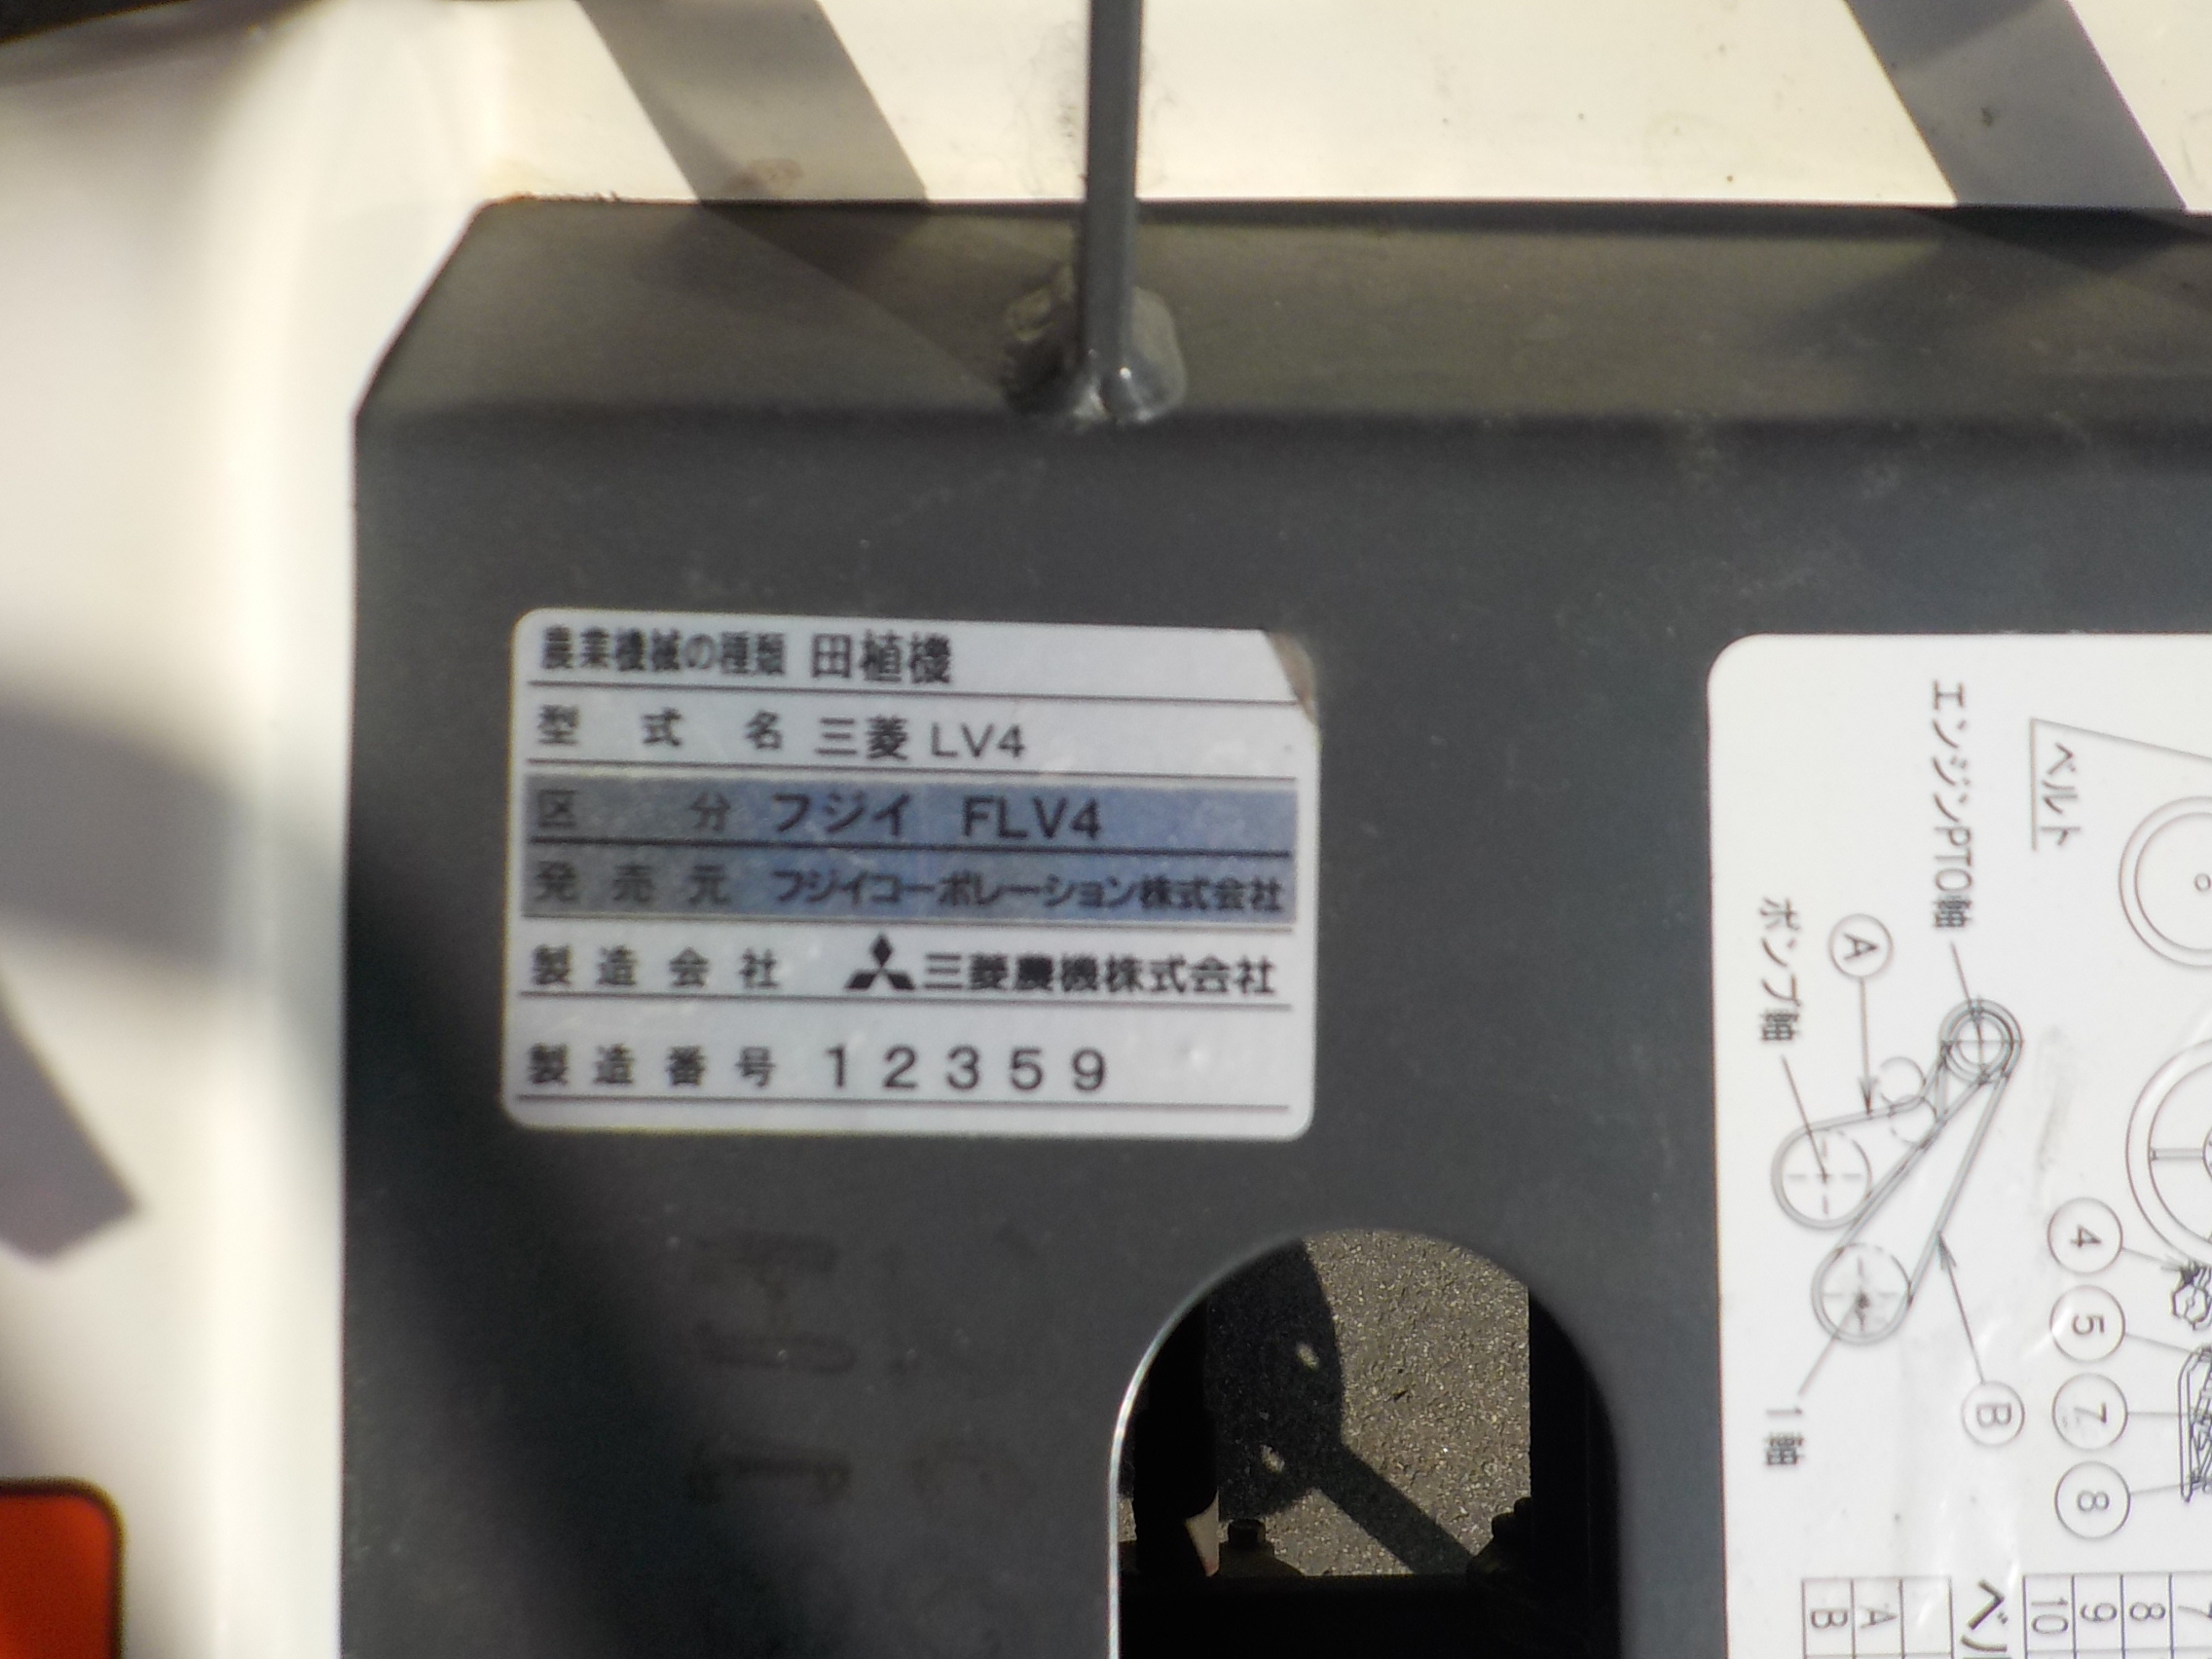 農業機械の種類 田植機
型式名 三菱 LV4
区分 フジイ FLV4
発売元 フジイコーポレーション株式会社
製造会社 三菱農機株式会社
製造番号 12359
ベルト
エンジンPTO軸
ポンプ軸
A
B
1軸
4
5
7
8
7
8
9
10
A
B